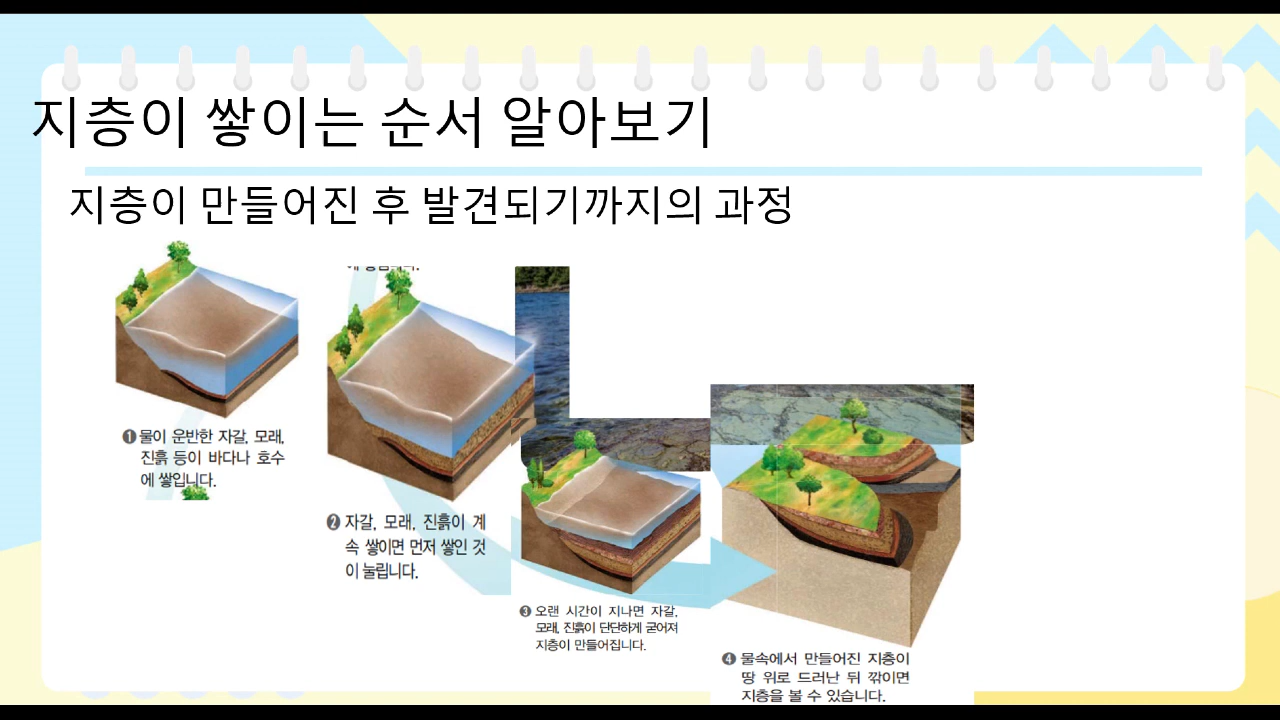 지층이 쌓이는 순서 알아보기
지층이 만들어진 후 발견되기까지의 과정
❶ 물이 운반한 자갈, 모래,
진흙 등이 바다나 호수
에 쌓입니다.
❷ 자갈, 모래, 진흙이 계
속 쌓이면 먼저 쌓인 것
이 눌립니다.
❸ 오랜 시간이 지나면 자갈,
모래, 진흙이 단단하게 굳어져
지층이 만들어집니다.
❹ 물속에서 만들어진 지층이
땅 위로 드러난 뒤 깎이면
지층을 볼 수 있습니다.